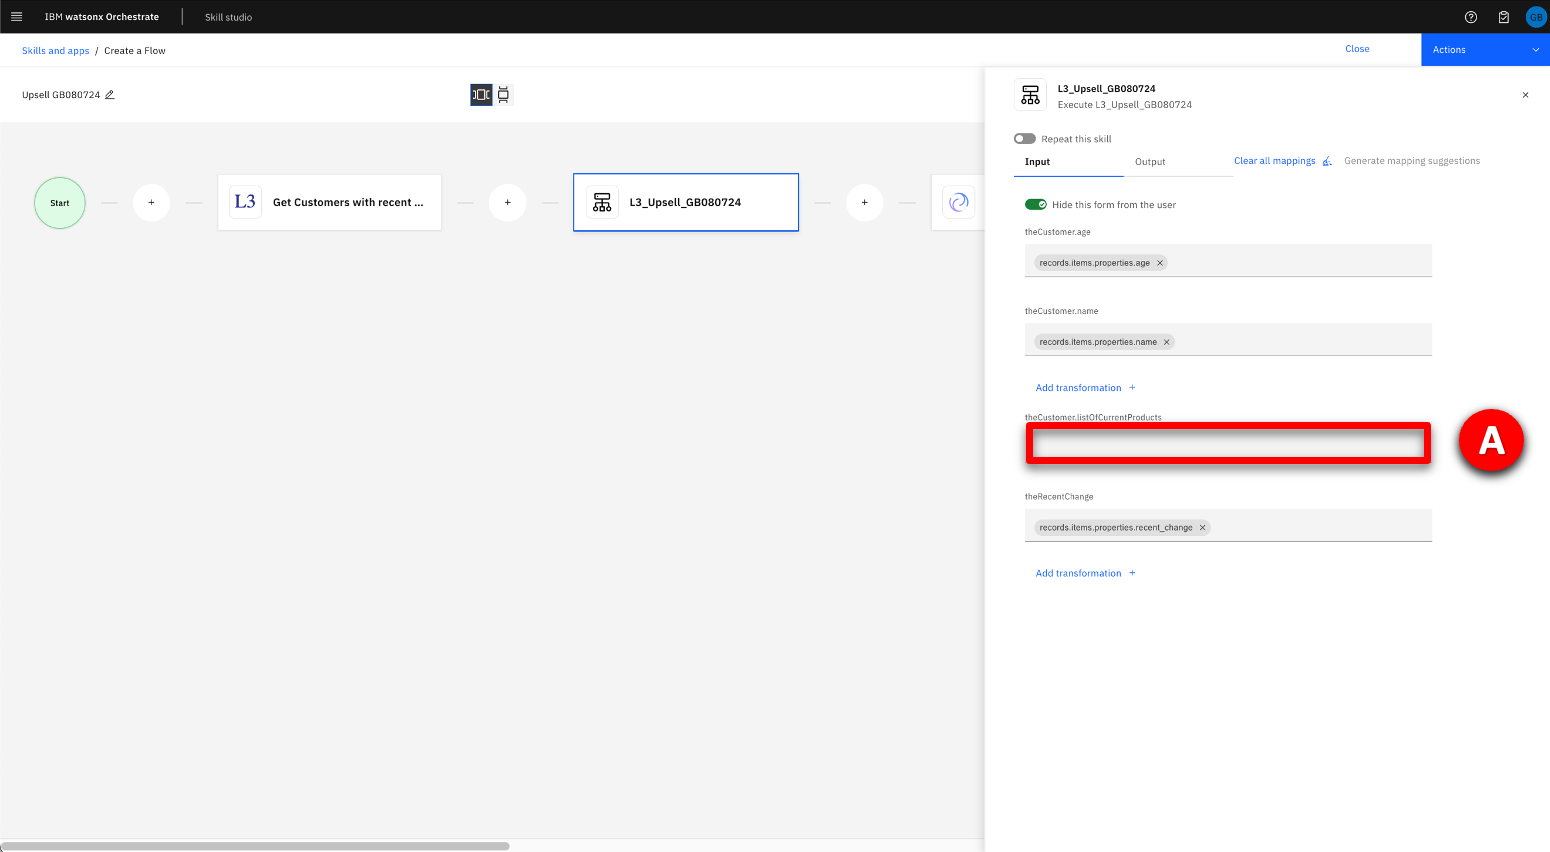 IBM watsonx Orchestrate
Skill studio
GB
Skills and apps / Create a Flow
Close
Actions
Upsell GB080724
L3_Upsell_GB080724
Execute L3_Upsell_GB080724
Repeat this skill
Input
Output
Clear all mappings
Generate mapping suggestions
Start
+
L3
Get Customers with recent ...
+
L3_Upsell_GB080724
+
Hide this form from the user
theCustomer.age
records.items.properties.age ×
theCustomer.name
records.items.properties.name ×
Add transformation +
theCustomer.listOfCurrentProducts
A
theRecentChange
records.items.properties.recent_change ×
Add transformation +